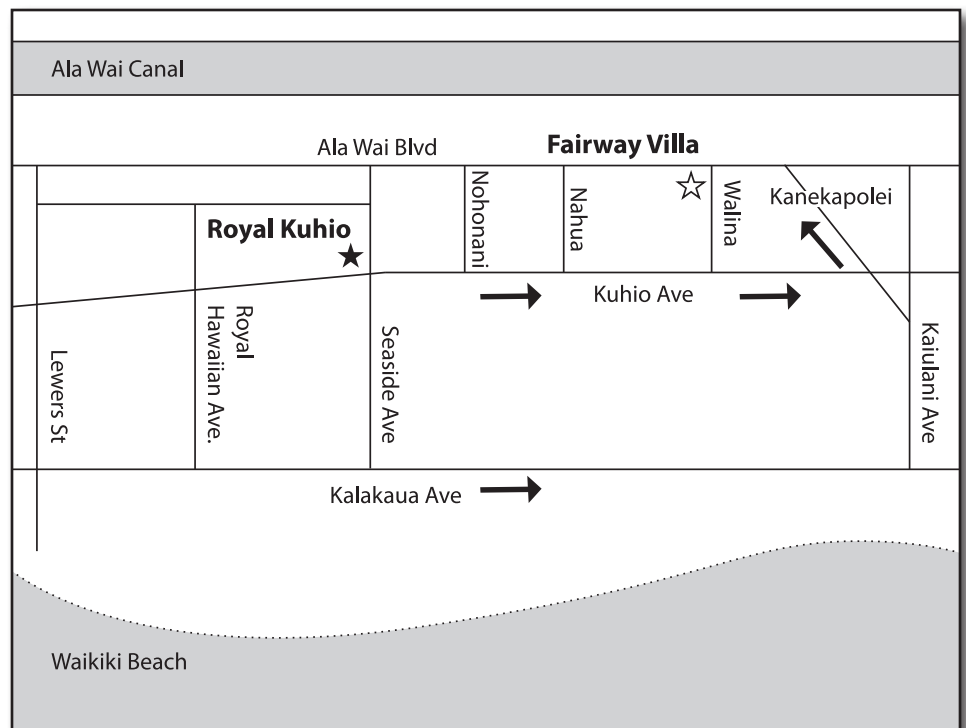 Ala Wai Canal
Ala Wai Blvd
Fairway Villa
Nohonani
Nahua
Walina
Kanekapolei
Royal Kuhio
Kuhio Ave
Lewers St
Royal
Hawaiian Ave.
Seaside Ave
Kaiulani Ave
Kalakaua Ave
Waikiki Beach